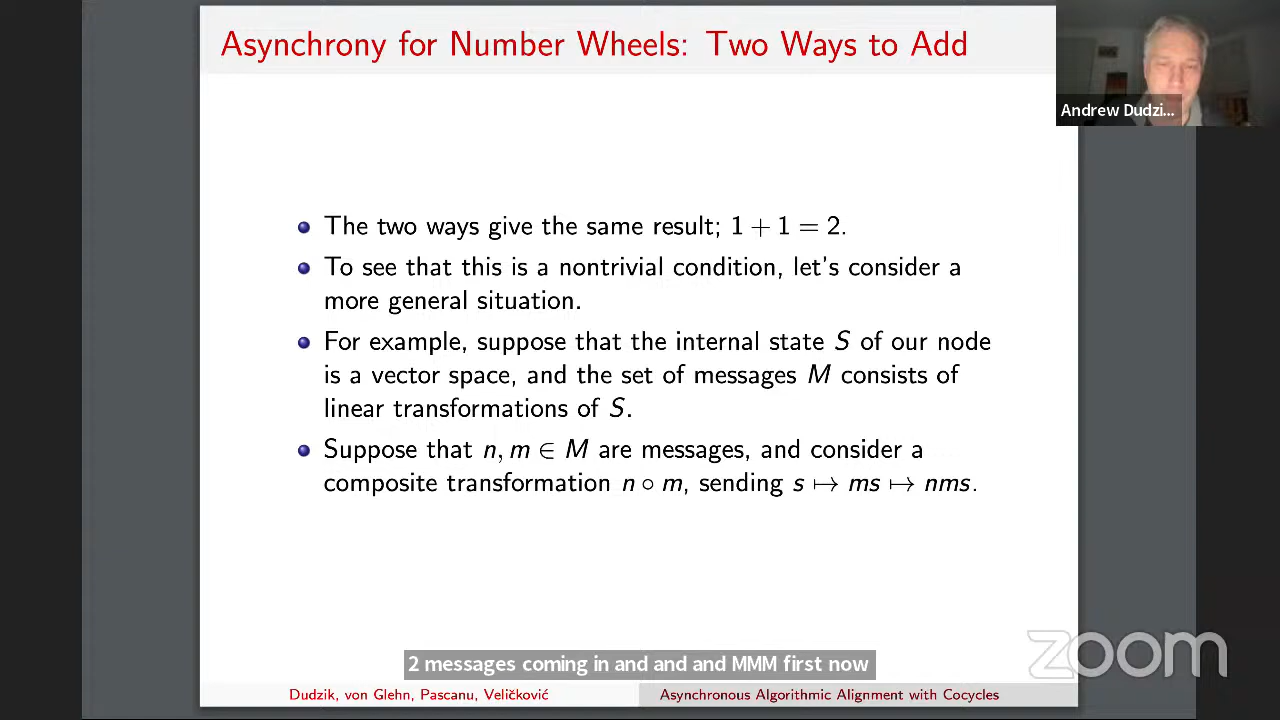 Asynchrony for Number Wheels: Two Ways to Add
Andrew Dudzi...
The two ways give the same result; 1 + 1 = 2.
To see that this is a nontrivial condition, let's consider a
more general situation.
For example, suppose that the internal state S of our node
is a vector space, and the set of messages M consists of
linear transformations of S.
Suppose that n, m ∈ M are messages, and consider a
composite transformation n ∘ m, sending s ↦ ms ↦ nms.
2 messages coming in and and and MMM first now
zoom
Dudzik, von Glehn, Pascanu, Veličković
Asynchronous Algorithmic Alignment with Cocycles